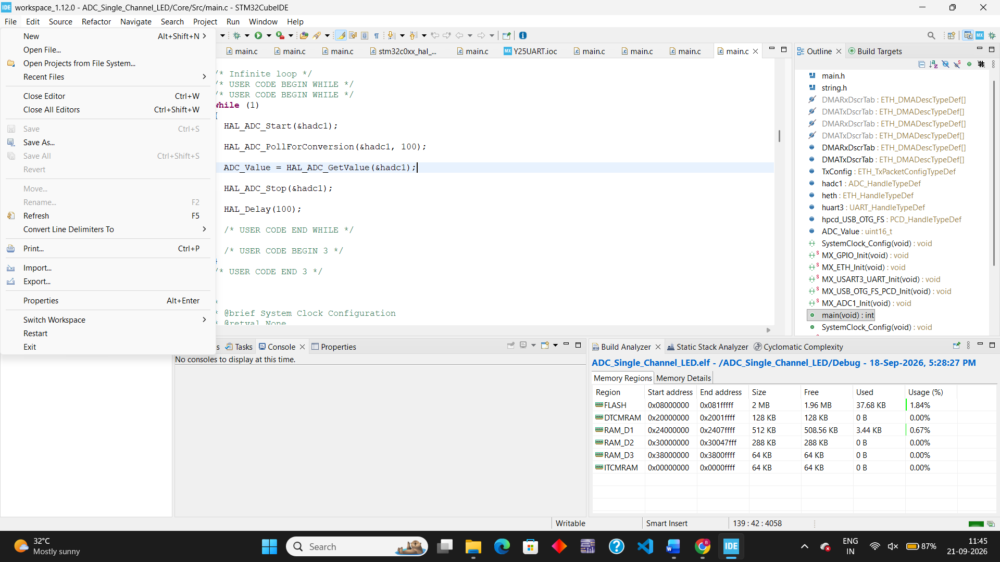 IDE workspace_1.12.0 - ADC_Single_Channel_LED/Core/Src/main.c - STM32CubeIDE
File Edit Source Refactor Navigate Search Project Run Window Help
New Alt+Shift+N
Open File...
Open Projects from File System...
Recent Files
Close Editor Ctrl+W
Close All Editors Ctrl+Shift+W
Save Ctrl+S
Save As...
Save All Ctrl+Shift+S
Revert
Move...
Rename... F2
Refresh F5
Convert Line Delimiters To
Print... Ctrl+P
Import...
Export...
Properties Alt+Enter
Switch Workspace
Restart
Exit
main.c main.c main.c stm32c0xx_hal_... main.c MX Y25UART.ioc main.c main.c main.c main.c
/* Infinite loop */
/* USER CODE BEGIN WHILE */
/* USER CODE BEGIN WHILE */
while (1)
{
HAL_ADC_Start(&hadc1);
HAL_ADC_PollForConversion(&hadc1, 100);
ADC_Value = HAL_ADC_GetValue(&hadc1);
HAL_ADC_Stop(&hadc1);
HAL_Delay(100);
/* USER CODE END WHILE */
/* USER CODE BEGIN 3 */
}
/* USER CODE END 3 */
*
* @brief System Clock Configuration
* @retval None
Outline Build Targets
main.h
string.h
DMARxDscrTab : ETH_DMADescTypeDef[]
DMATxDscrTab : ETH_DMADescTypeDef[]
DMARxDscrTab : ETH_DMADescTypeDef[]
DMATxDscrTab : ETH_DMADescTypeDef[]
DMARxDscrTab : ETH_DMADescTypeDef[]
DMATxDscrTab : ETH_DMADescTypeDef[]
TxConfig : ETH_TxPacketConfigTypeDef
hadc1 : ADC_HandleTypeDef
heth : ETH_HandleTypeDef
huart3 : UART_HandleTypeDef
hpcd_USB_OTG_FS : PCD_HandleTypeDef
ADC_Value : uint16_t
SystemClock_Config(void) : void
MX_GPIO_Init(void) : void
MX_ETH_Init(void) : void
MX_USART3_UART_Init(void) : void
MX_USB_OTG_FS_PCD_Init(void) : void
MX_ADC1_Init(void) : void
main(void) : int
SystemClock_Config(void) : void
s Tasks Console Properties
No consoles to display at this time.
Build Analyzer Static Stack Analyzer Cyclomatic Complexity
ADC_Single_Channel_LED.elf - /ADC_Single_Channel_LED/Debug - 18-Sep-2026, 5:28:27 PM
Memory Regions Memory Details
Region Start address End address Size Free Used Usage (%)
FLASH 0x08000000 0x081fffff 2 MB 1.96 MB 37.68 KB 1.84%
DTCMRAM 0x20000000 0x2001ffff 128 KB 128 KB 0 B 0.00%
RAM_D1 0x24000000 0x2407ffff 512 KB 508.56 KB 3.44 KB 0.67%
RAM_D2 0x30000000 0x30047fff 288 KB 288 KB 0 B 0.00%
RAM_D3 0x38000000 0x3800ffff 64 KB 64 KB 0 B 0.00%
ITCMRAM 0x00000000 0x0000ffff 64 KB 64 KB 0 B 0.00%
Writable Smart Insert 139 : 42 : 4058
32°C
Mostly sunny
Search
IDE
ENG
IN
87%
11:45
21-09-2026